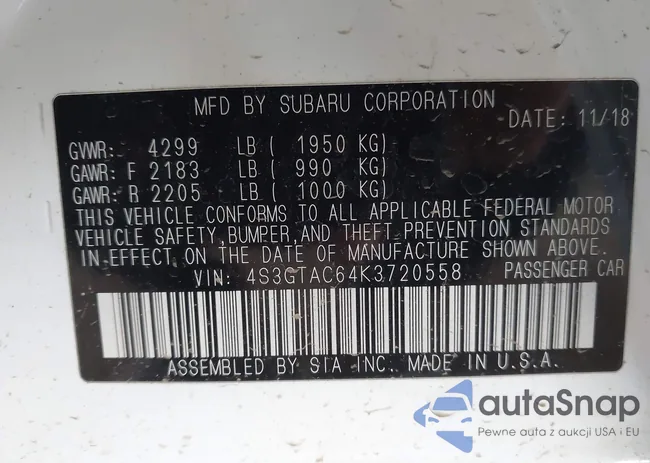 MFD BY SUBARU CORPORATION
DATE: 11/18
GVWR: 4299 LB ( 1950 KG)
GAWR: F 2183 LB ( 990 KG)
GAWR: R 2205 LB ( 1000 KG)
THIS VEHICLE CONFORMS TO ALL APPLICABLE FEDERAL MOTOR
VEHICLE SAFETY, BUMPER, AND THEFT PREVENTION STANDARDS
IN EFFECT ON THE DATE OF MANUFACTURE SHOWN ABOVE.
VIN: 4S3GTAC64K3720558 PASSENGER CAR
ASSEMBLED BY SIA INC. MADE IN U.S.A.
autoSnap
Pewne auta z aukcji USA i EU